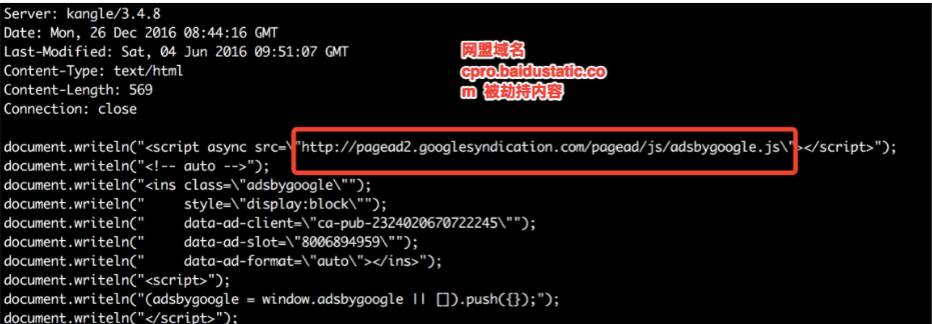 Server: kangle/3.4.8
Date: Mon, 26 Dec 2016 08:44:16 GMT
Last-Modified: Sat, 04 Jun 2016 09:51:07 GMT
Content-Type: text/html
Content-Length: 569
Connection: close
网盟域名
cpro.baidustatic.co
m 被劫持内容
document.writeln("<script async src=\"http://pagead2.googlesyndication.com/pagead/js/adsbygoogle.js\"></script>");
document.writeln("<!-- auto -->");
document.writeln("<ins class=\"adsbygoogle\"");
document.writeln("     style=\"display:block\"");
document.writeln("     data-ad-client=\"ca-pub-2324020670722245\"");
document.writeln("     data-ad-slot=\"8006894959\"");
document.writeln("     data-ad-format=\"auto\"></ins>");
document.writeln("<script>");
document.writeln("(adsbygoogle = window.adsbygoogle || []).push({});");
document.writeln("</script>");